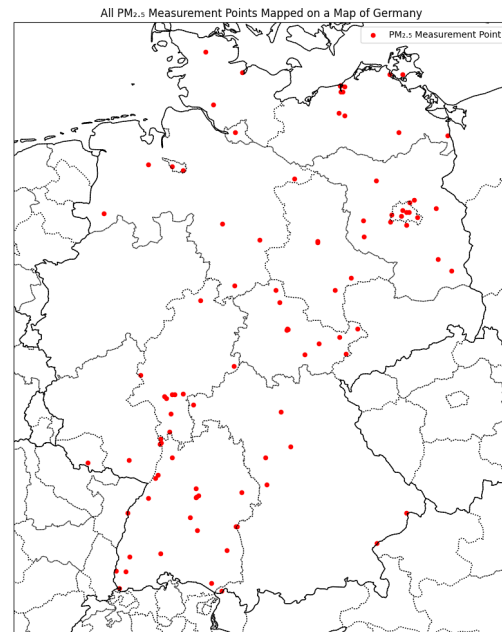 All PM₂.₅ Measurement Points Mapped on a Map of Germany
PM₂.₅ Measurement Point